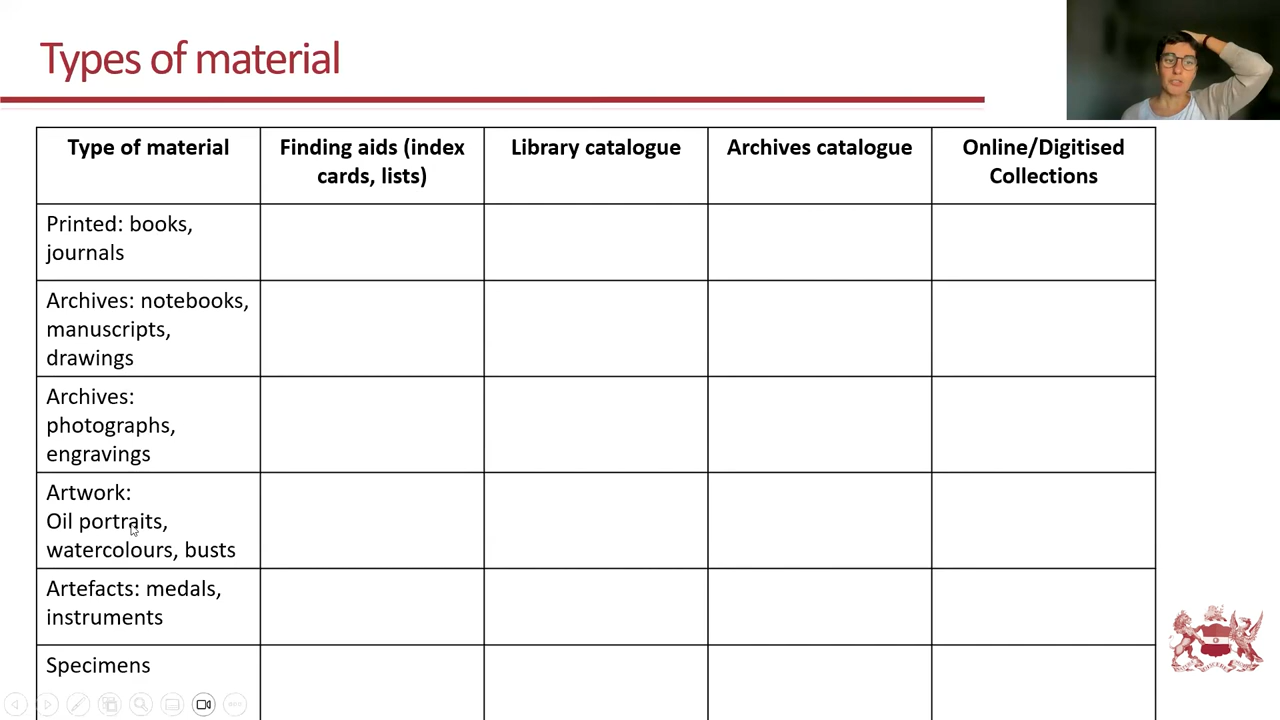 Types of material
Type of material
Finding aids (index
cards, lists)
Library catalogue
Archives catalogue
Online/Digitised
Collections
Printed: books,
journals
Archives: notebooks,
manuscripts,
drawings
Archives:
photographs,
engravings
Artwork:
Oil portraits,
watercolours, busts
Artefacts: medals,
instruments
Specimens